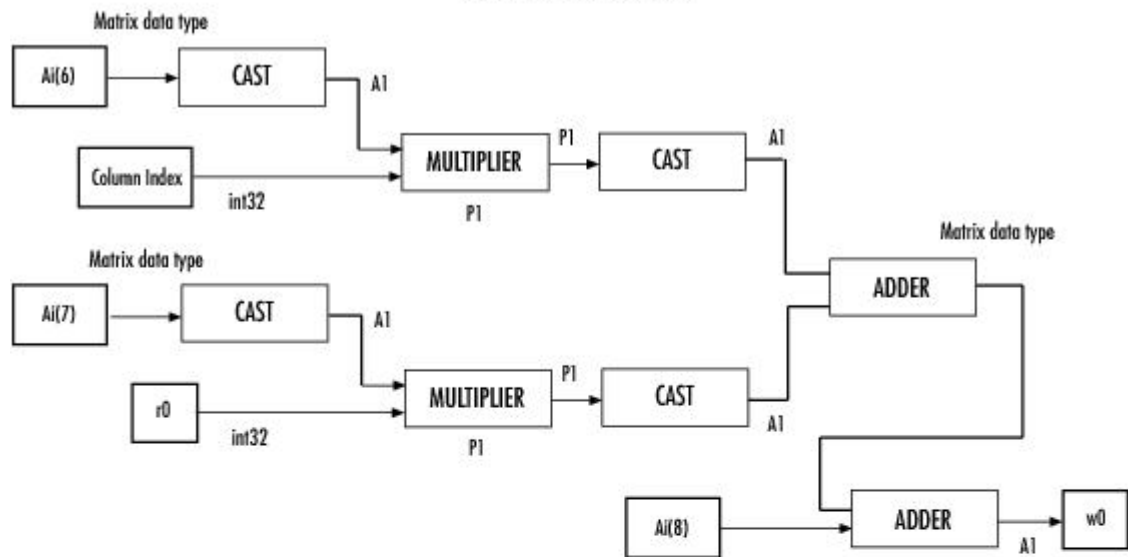 Matrix data type
Ai(6)
CAST
A1
Column Index
int32
MULTIPLIER
P1
P1
CAST
A1
Matrix data type
Ai(7)
CAST
A1
r0
int32
MULTIPLIER
P1
P1
CAST
A1
Matrix data type
ADDER
Ai(8)
ADDER
A1
w0